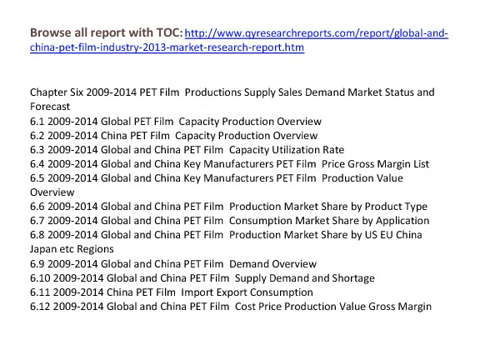 Browse all report with TOC: http://www.qyresearchreports.com/report/global-and-
china-pet-film-industry-2013-market-research-report.htm
Chapter Six 2009-2014 PET Film Productions Supply Sales Demand Market Status and
Forecast
6.1 2009-2014 Global PET Film Capacity Production Overview
6.2 2009-2014 China PET Film Capacity Production Overview
6.3 2009-2014 Global and China PET Film Capacity Utilization Rate
6.4 2009-2014 Global and China Key Manufacturers PET Film Price Gross Margin List
6.5 2009-2014 Global and China Key Manufacturers PET Film Production Value
Overview
6.6 2009-2014 Global and China PET Film Production Market Share by Product Type
6.7 2009-2014 Global and China PET Film Consumption Market Share by Application
6.8 2009-2014 Global and China PET Film Production Market Share by US EU China
Japan etc Regions
6.9 2009-2014 Global and China PET Film Demand Overview
6.10 2009-2014 Global and China PET Film Supply Demand and Shortage
6.11 2009-2014 China PET Film Import Export Consumption
6.12 2009-2014 Global and China PET Film Cost Price Production Value Gross Margin